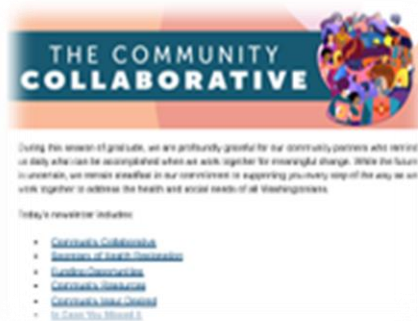 THE COMMUNITY
COLLABORATIVE
During this season of gratitude, we are profoundly grateful for our community partners who remind
us daily what can be accomplished when we work together for meaningful change. While the future
is uncertain, we remain steadfast in our commitment to supporting you every step of the way as we
work together to address the health and social needs of all Washingtonians.
Today's newsletter includes:
Community Collaborative
Secretary of Health
Funding Opportunities
Community Resources
Community Input Desired
In Case You Missed It